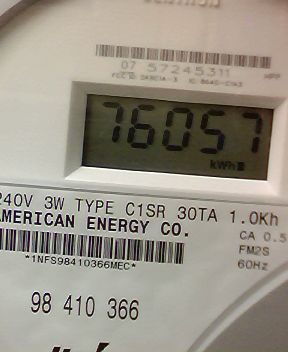 07 57245311
76057
kWh
240V 3W TYPE C1SR 30TA 1.0Kh
AMERICAN ENERGY CO.
CA 0.5
FM2S
60Hz
*1NFS98410366MEC*
98 410 366